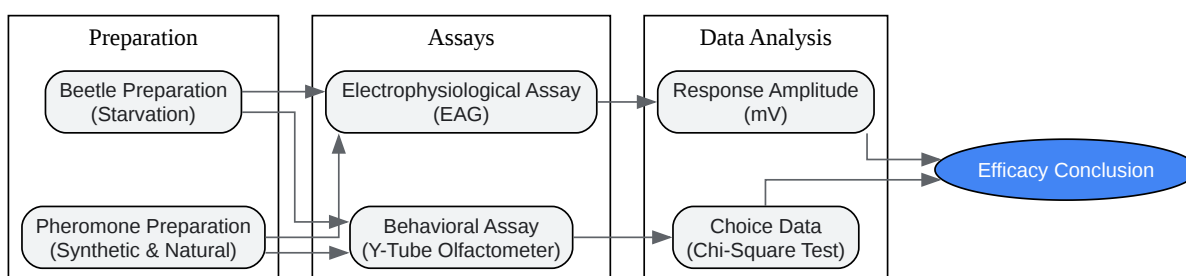 Preparation
Beetle Preparation
(Starvation)
Pheromone Preparation
(Synthetic & Natural)
Assays
Electrophysiological Assay
(EAG)
Behavioral Assay
(Y-Tube Olfactometer)
Data Analysis
Response Amplitude
(mV)
Choice Data
(Chi-Square Test)
Efficacy Conclusion